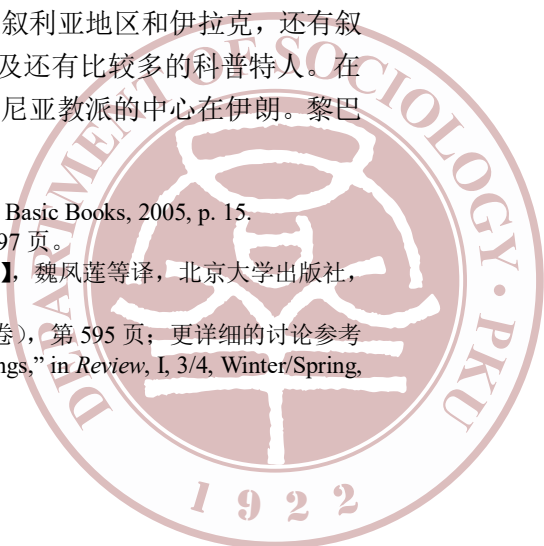 叙利亚地区和伊拉克,还有叙
及还有比较多的科普特人。在
尼亚教派的中心在伊朗。黎巴
Basic Books, 2005, p. 15.
97 页。
】,魏凤莲等译,北京大学出版社,
卷),第 595 页;更详细的讨论参考
ngs,” in Review, I, 3/4, Winter/Spring,
DEPARTMENT OF SOCIOLOGY · PKU
1922